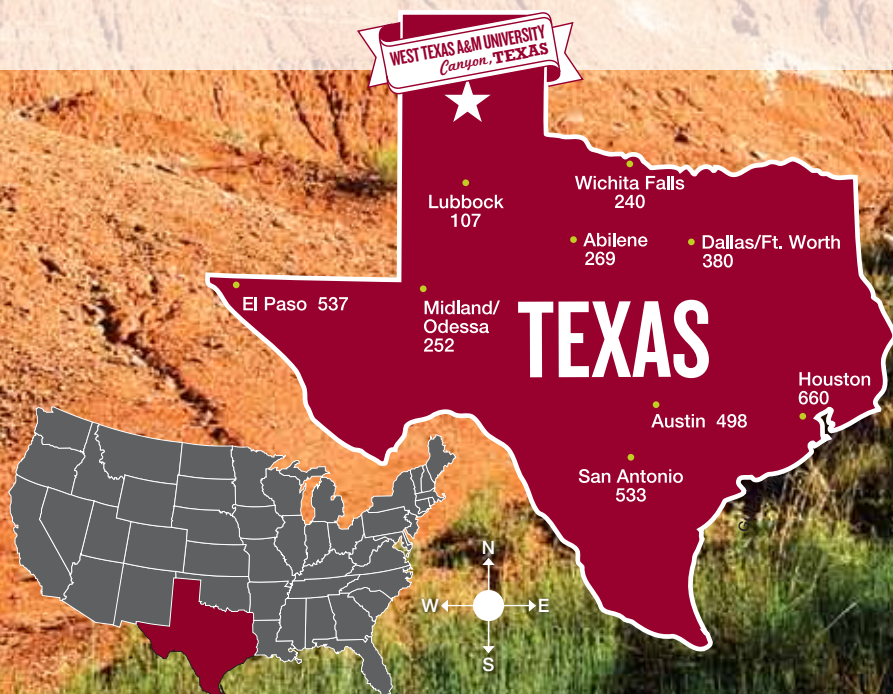 WEST TEXAS A&M UNIVERSITY
Canyon, TEXAS
Lubbock
107
Wichita Falls
240
Abilene
269
Dallas/Ft. Worth
380
El Paso 537
Midland/
Odessa
252
TEXAS
Houston
660
Austin 498
San Antonio
533
N
W E
S